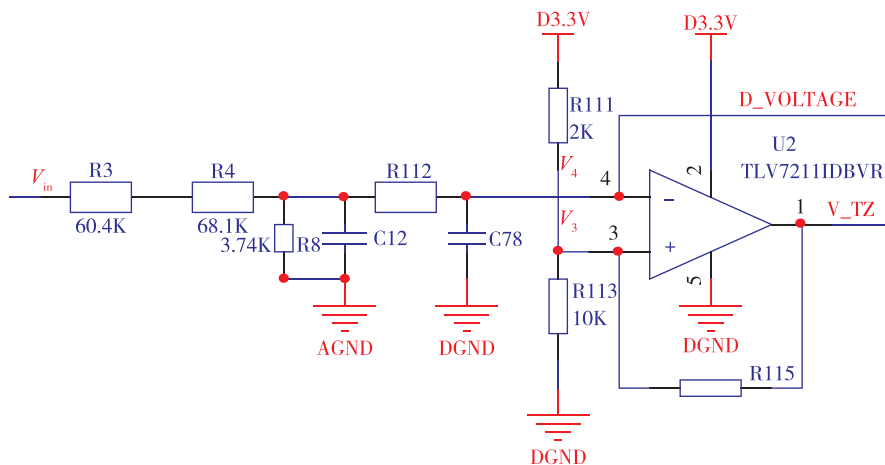 D3.3V
D3.3V
R111
2K
D_VOLTAGE
U2
TLV7211IDBVR
R3
R4
R112
V4
4
2
Vin
−
1
V_TZ
60.4K
68.1K
V3
3
3.74K
R8
C12
C78
+
5
R113
10K
AGND
DGND
DGND
R115
DGND